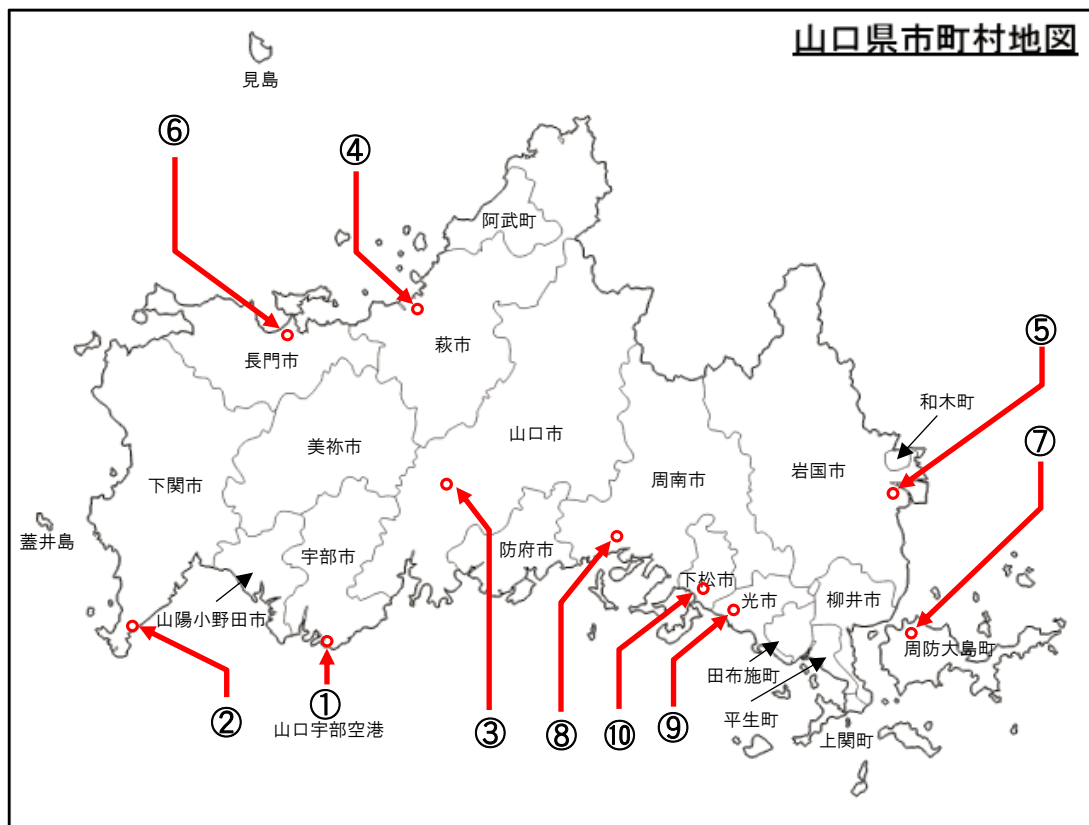 山口県市町村地図
見島
⑥
④
阿武町
⑤
長門市
萩市
和木町
⑦
山口市
美祢市
岩国市
下関市
周南市
蓋井島
宇部市
防府市
下松市
光市
柳井市
山陽小野田市
周防大島町
田布施町
①
②
③
⑧
⑩
⑨
平生町
山口宇部空港
上関町